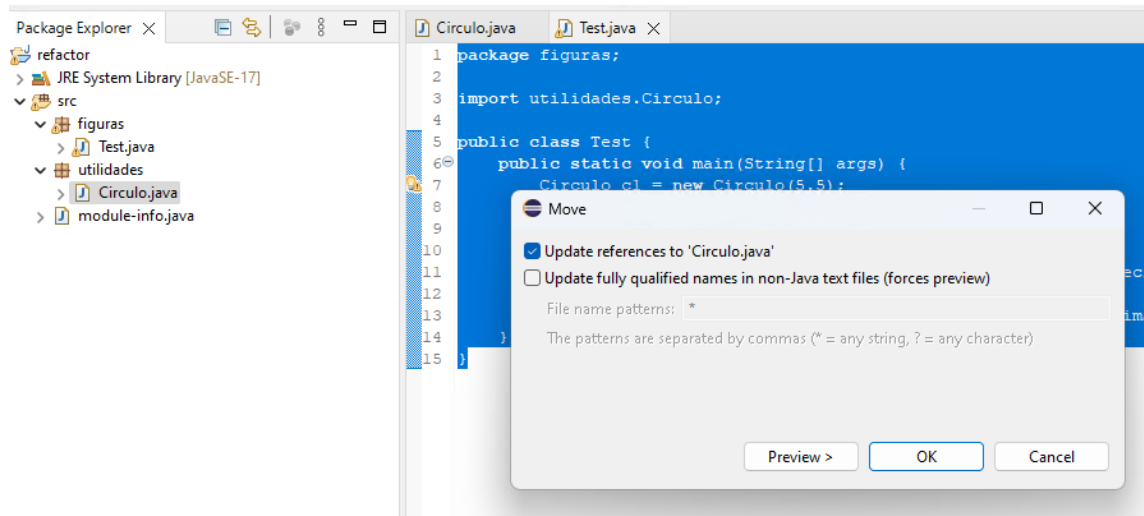 Package Explorer
refactor
JRE System Library [JavaSE-17]
src
figuras
Test.java
utilidades
Circulo.java
module-info.java
Circulo.java
Test.java
1 package figuras;
2
3 import utilidades.Circulo;
4
5 public class Test {
6 public static void main(String[] args) {
7 Circulo c1 = new Circulo(5.5);
8
9
10
11
12
13
14 }
15 }
Move
Update references to 'Circulo.java'
Update fully qualified names in non-Java text files (forces preview)
File name patterns: *
The patterns are separated by commas (* = any string, ? = any character)
Preview >
OK
Cancel